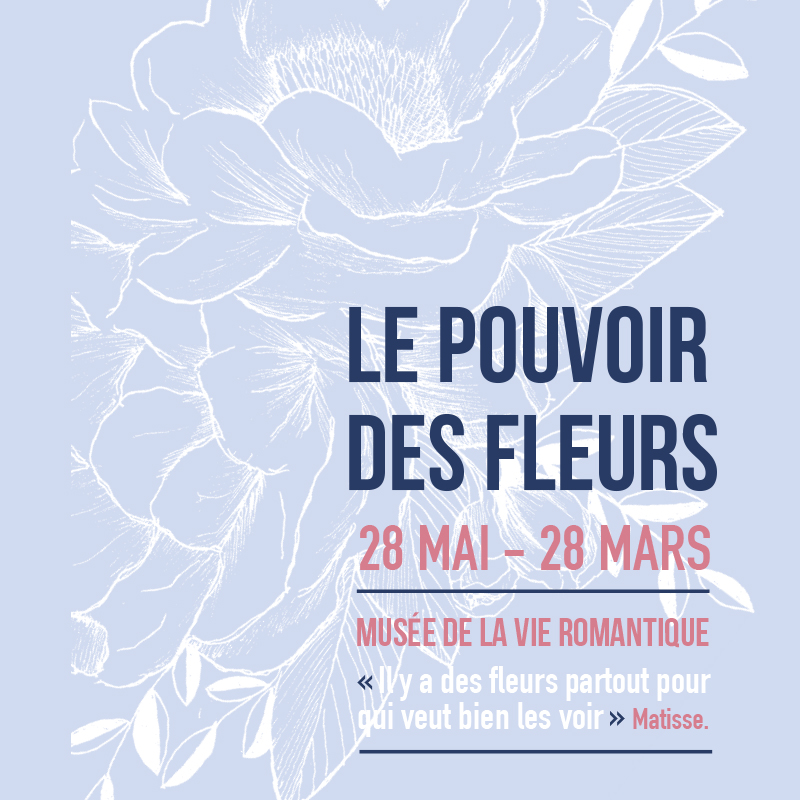 LE POUVOIR
DES FLEURS
28 MAI – 28 MARS
MUSÉE DE LA VIE ROMANTIQUE
« Il y a des fleurs partout pour
qui veut bien les voir » Matisse.